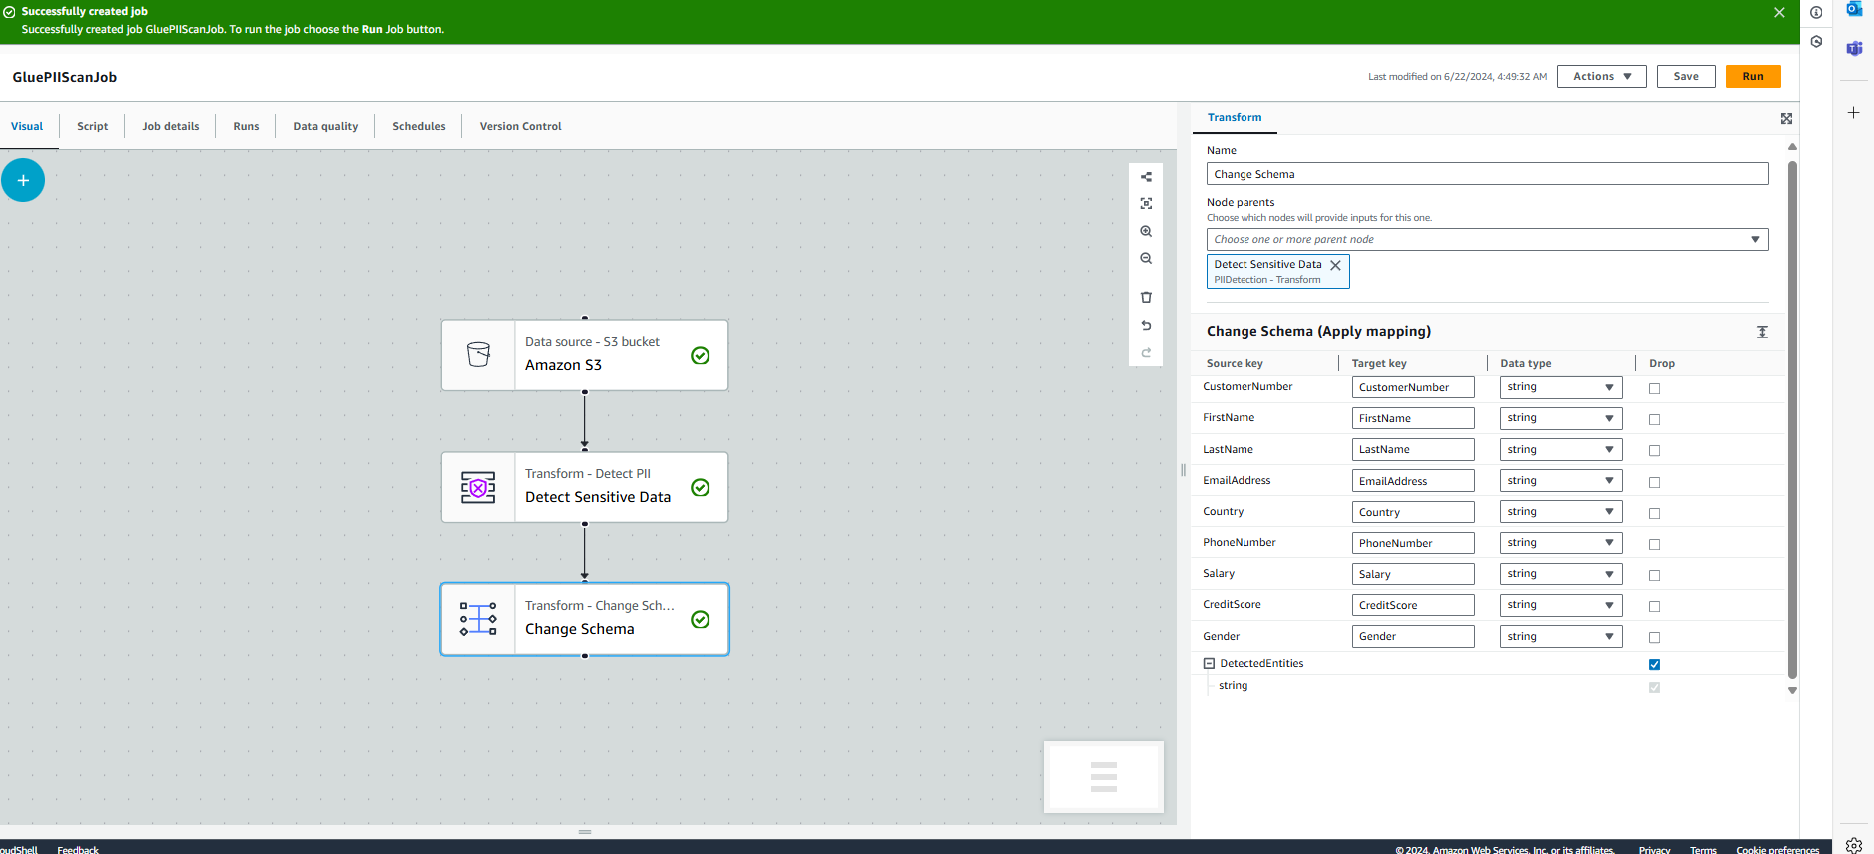 Successfully created job
Successfully created job GluePIIScanJob. To run the job choose the Run Job button.
GluePIIScanJob
Last modified on 6/22/2024, 4:49:32 AM
Actions
Save
Run
Visual
Script
Job details
Runs
Data quality
Schedules
Version Control
Data source - S3 bucket
Amazon S3
Transform - Detect PII
Detect Sensitive Data
Transform - Change Sch...
Change Schema
Transform
Name
Change Schema
Node parents
Choose which nodes will provide inputs for this one.
Choose one or more parent node
Detect Sensitive Data
PIIDetection - Transform
Change Schema (Apply mapping)
Source key Target key Data type Drop
CustomerNumber CustomerNumber string
FirstName FirstName string
LastName LastName string
EmailAddress EmailAddress string
Country Country string
PhoneNumber PhoneNumber string
Salary Salary string
CreditScore CreditScore string
Gender Gender string
DetectedEntities
string
oudShell Feedback
© 2024, Amazon Web Services, Inc. or its affiliates. Privacy Terms Cookie preferences